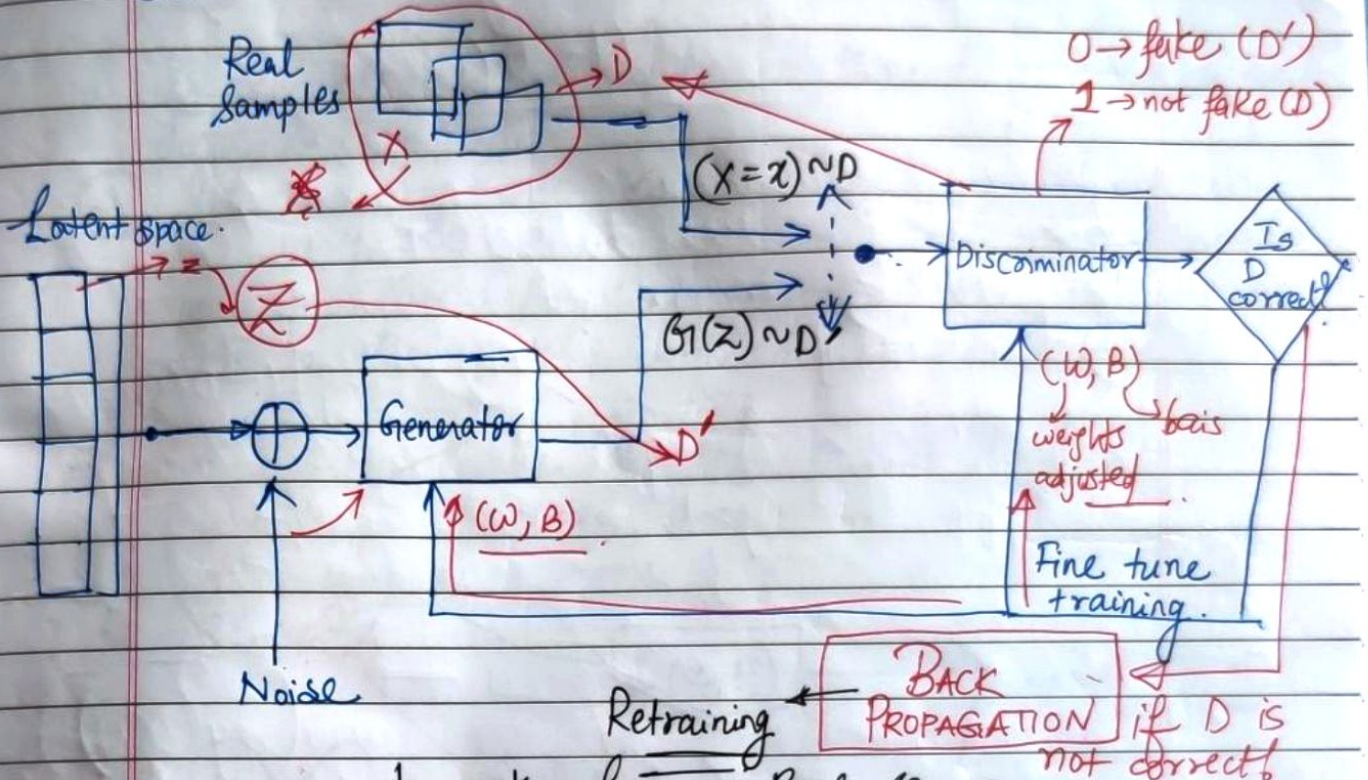 Real
Samples
X
D
0 → fake (D')
1 → not fake (D)
(X = x) ~ D
Latent space.
z
Z
Discriminator
Is
D
correct?
G(Z) ~ D'
Generator
D'
(W, B)
weights
adjusted
bais
(W, B)
Fine tune
training.
Noise
Retraining
BACK
PROPAGATION
if D is
not correct!